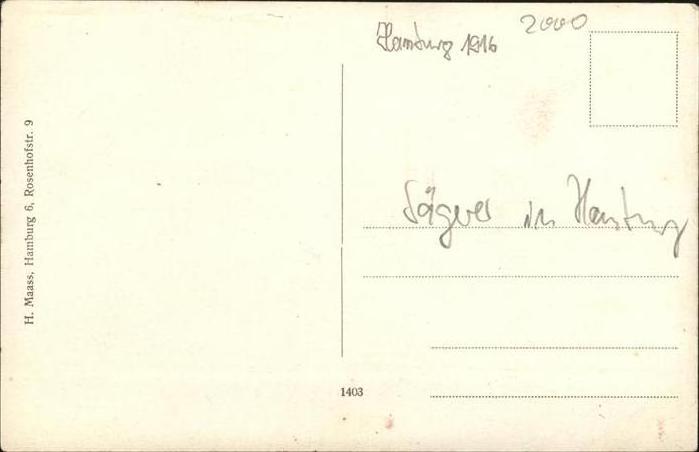 Hamburg 1916
2000
H. Maass, Hamburg 6, Rosenhofstr. 9
Jäger in Hamburg
1403